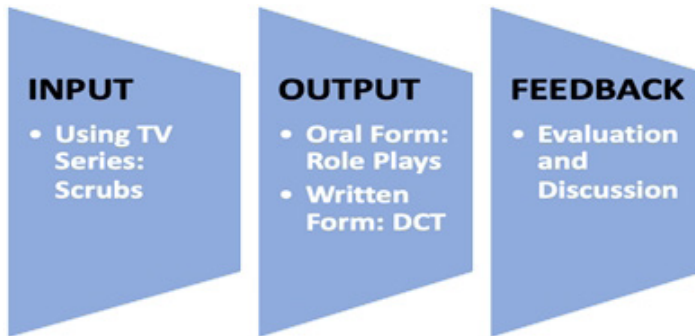 INPUT
• Using TV
Series:
Scrubs
OUTPUT
• Oral Form:
Role Plays
• Written
Form: DCT
FEEDBACK
• Evaluation
and
Discussion